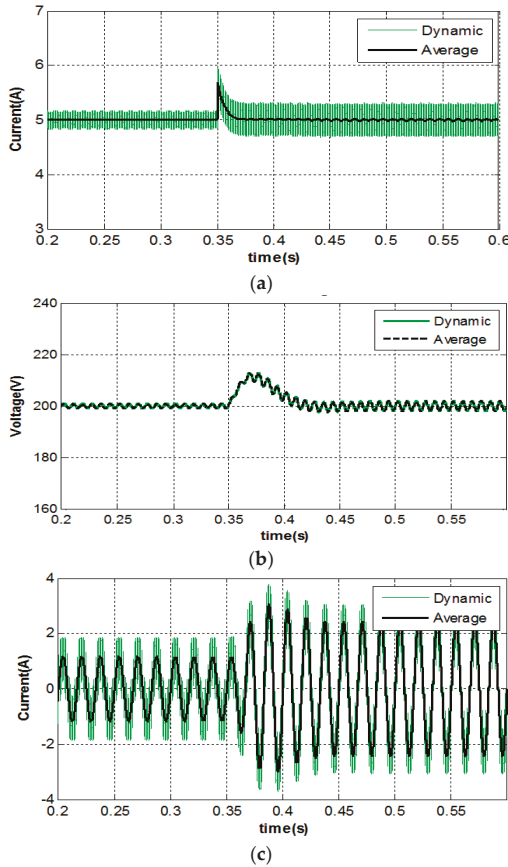 7
6
5
4
3
Current(A)
Dynamic
Average
0.2 0.25 0.3 0.35 0.4 0.45 0.5 0.55 0.6
time(s)
(a)
240
220
200
180
160
Voltage(V)
Dynamic
Average
0.2 0.25 0.3 0.35 0.4 0.45 0.5 0.55
time(s)
(b)
4
2
0
-2
-4
Current(A)
Dynamic
Average
0.2 0.25 0.3 0.35 0.4 0.45 0.5 0.55
time(s)
(c)